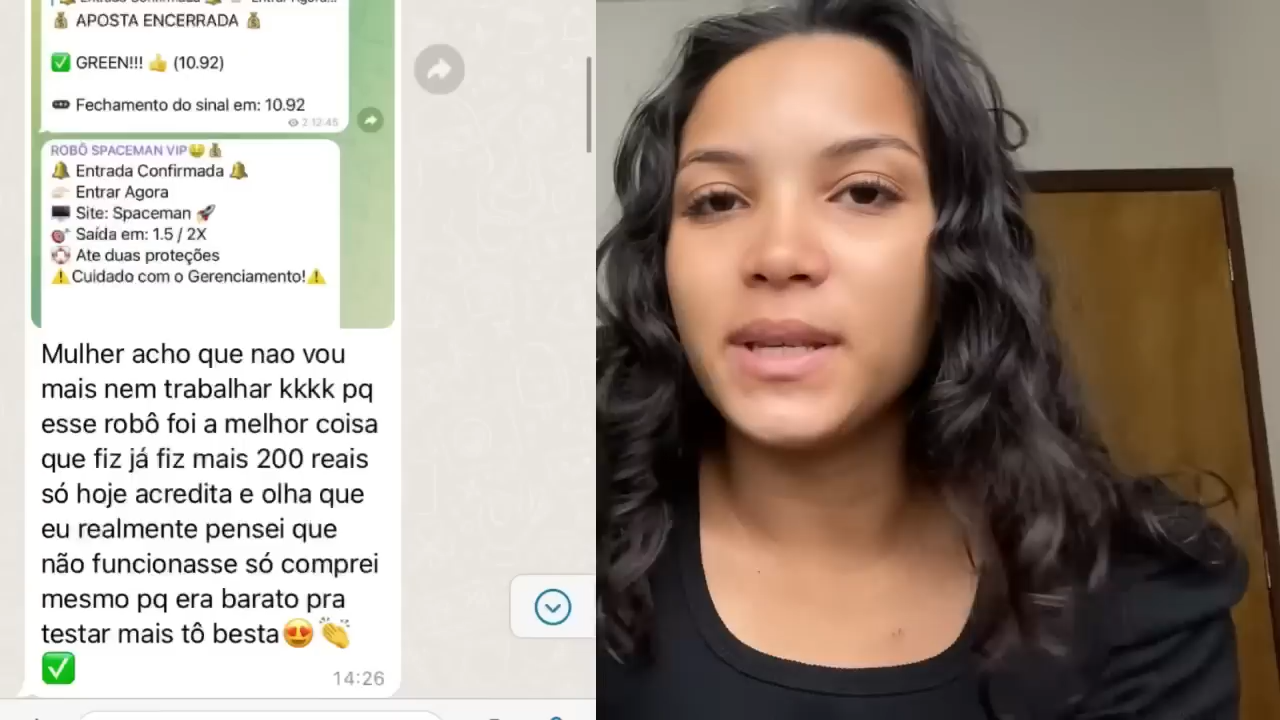 APOSTA ENCERRADA
✅ GREEN!!! 👍 (10.92)
Fechamento do sinal em: 10.92
2 12:45
ROBÔ SPACEMAN VIP🤑💰
🔔 Entrada Confirmada 🔔
👉🏻 Entrar Agora
🖥 Site: Spaceman 🚀
🎯 Saída em: 1.5 / 2X
🛟 Ate duas proteções
⚠️Cuidado com o Gerenciamento!⚠️
Mulher acho que nao vou
mais nem trabalhar kkkk pq
esse robô foi a melhor coisa
que fiz já fiz mais 200 reais
só hoje acredita e olha que
eu realmente pensei que
não funcionasse só comprei
mesmo pq era barato pra
testar mais tô besta😍👏
✅
14:26